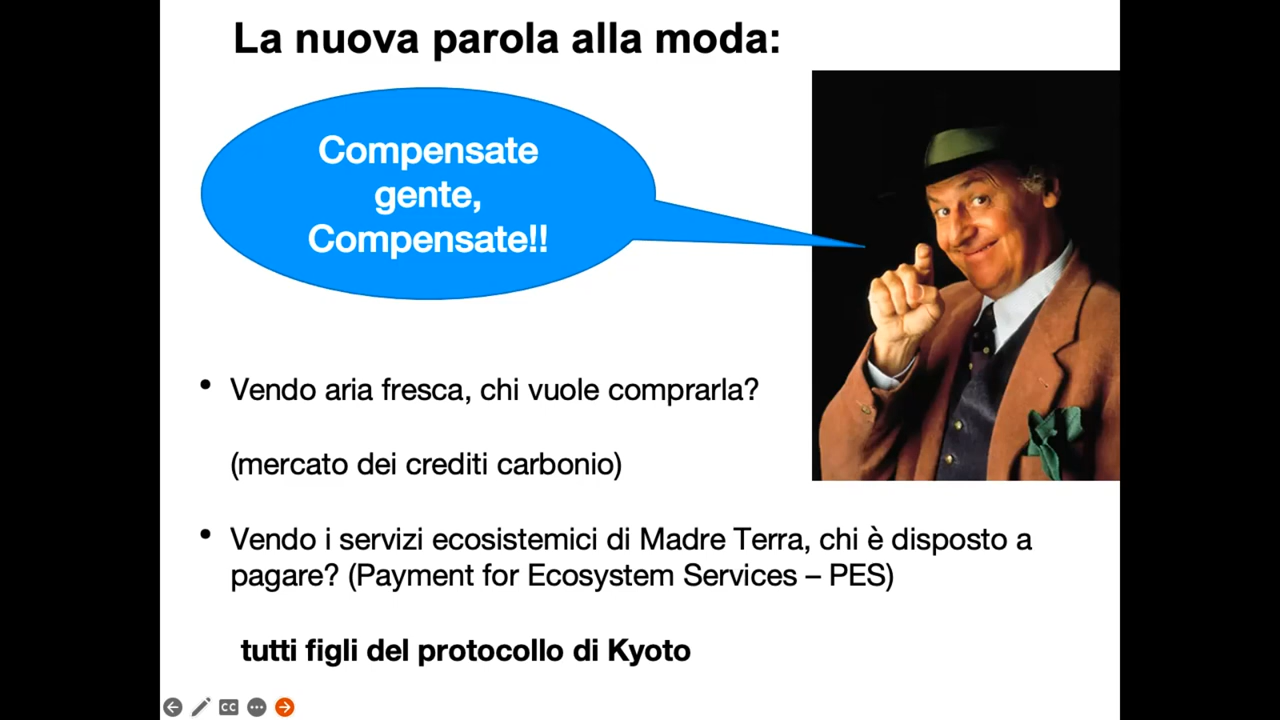 La nuova parola alla moda:
Compensate
gente,
Compensate!!
• Vendo aria fresca, chi vuole comprarla?
(mercato dei crediti carbonio)
• Vendo i servizi ecosistemici di Madre Terra, chi è disposto a
pagare? (Payment for Ecosystem Services – PES)
tutti figli del protocollo di Kyoto
CC